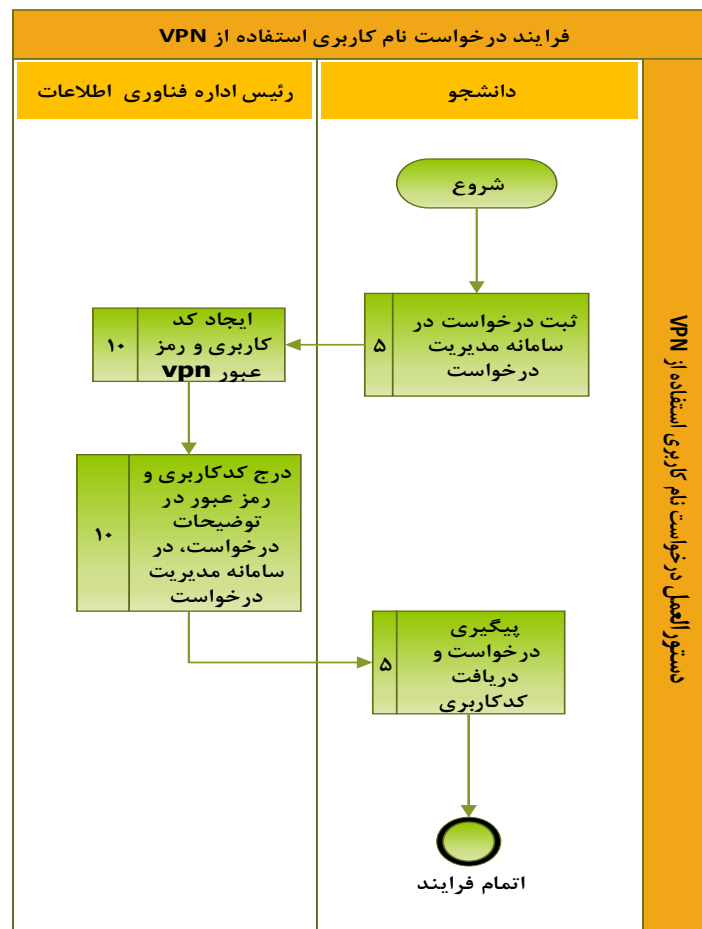 فرایند درخواست نام کاربری استفاده از VPN
دستورالعمل درخواست نام کاربری استفاده از VPN
دانشجو
رئیس اداره فناوری اطلاعات
شروع
ثبت درخواست در
سامانه مدیریت
درخواست
۵
ایجاد کد
کاربری و رمز
عبور vpn
۱۰
درج کدکاربری و
رمز عبور در
توضیحات
درخواست، در
سامانه مدیریت
درخواست
۱۰
پیگیری
درخواست و
دریافت
کدکاربری
۵
اتمام فرایند